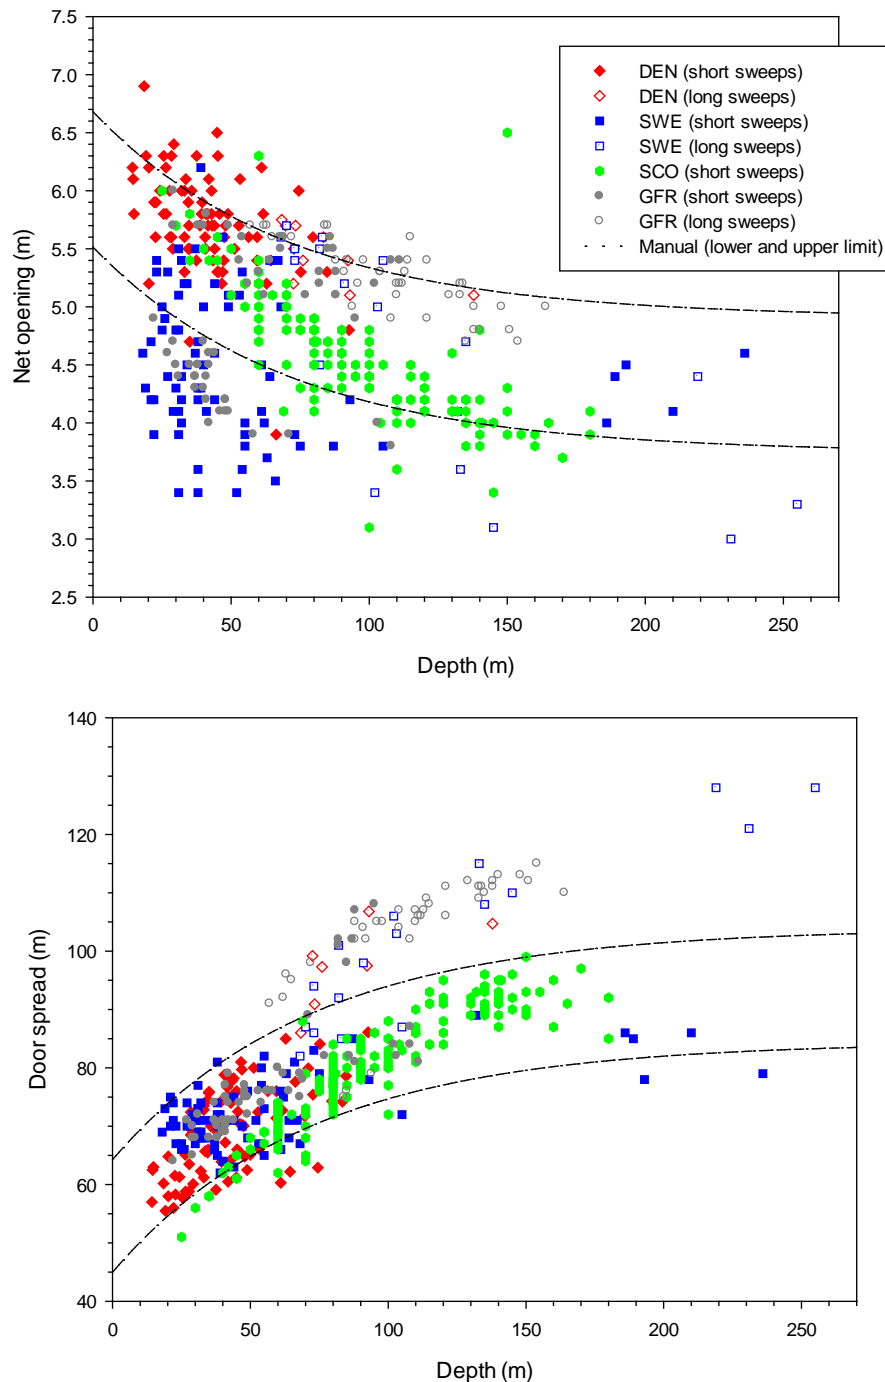 7.5
7.0
6.5
6.0
5.5
5.0
4.5
4.0
3.5
3.0
2.5
Net opening (m)
DEN (short sweeps)
DEN (long sweeps)
SWE (short sweeps)
SWE (long sweeps)
SCO (short sweeps)
GFR (short sweeps)
GFR (long sweeps)
Manual (lower and upper limit)
0 50 100 150 200 250
Depth (m)
140
120
100
80
60
40
Door spread (m)
0 50 100 150 200 250
Depth (m)